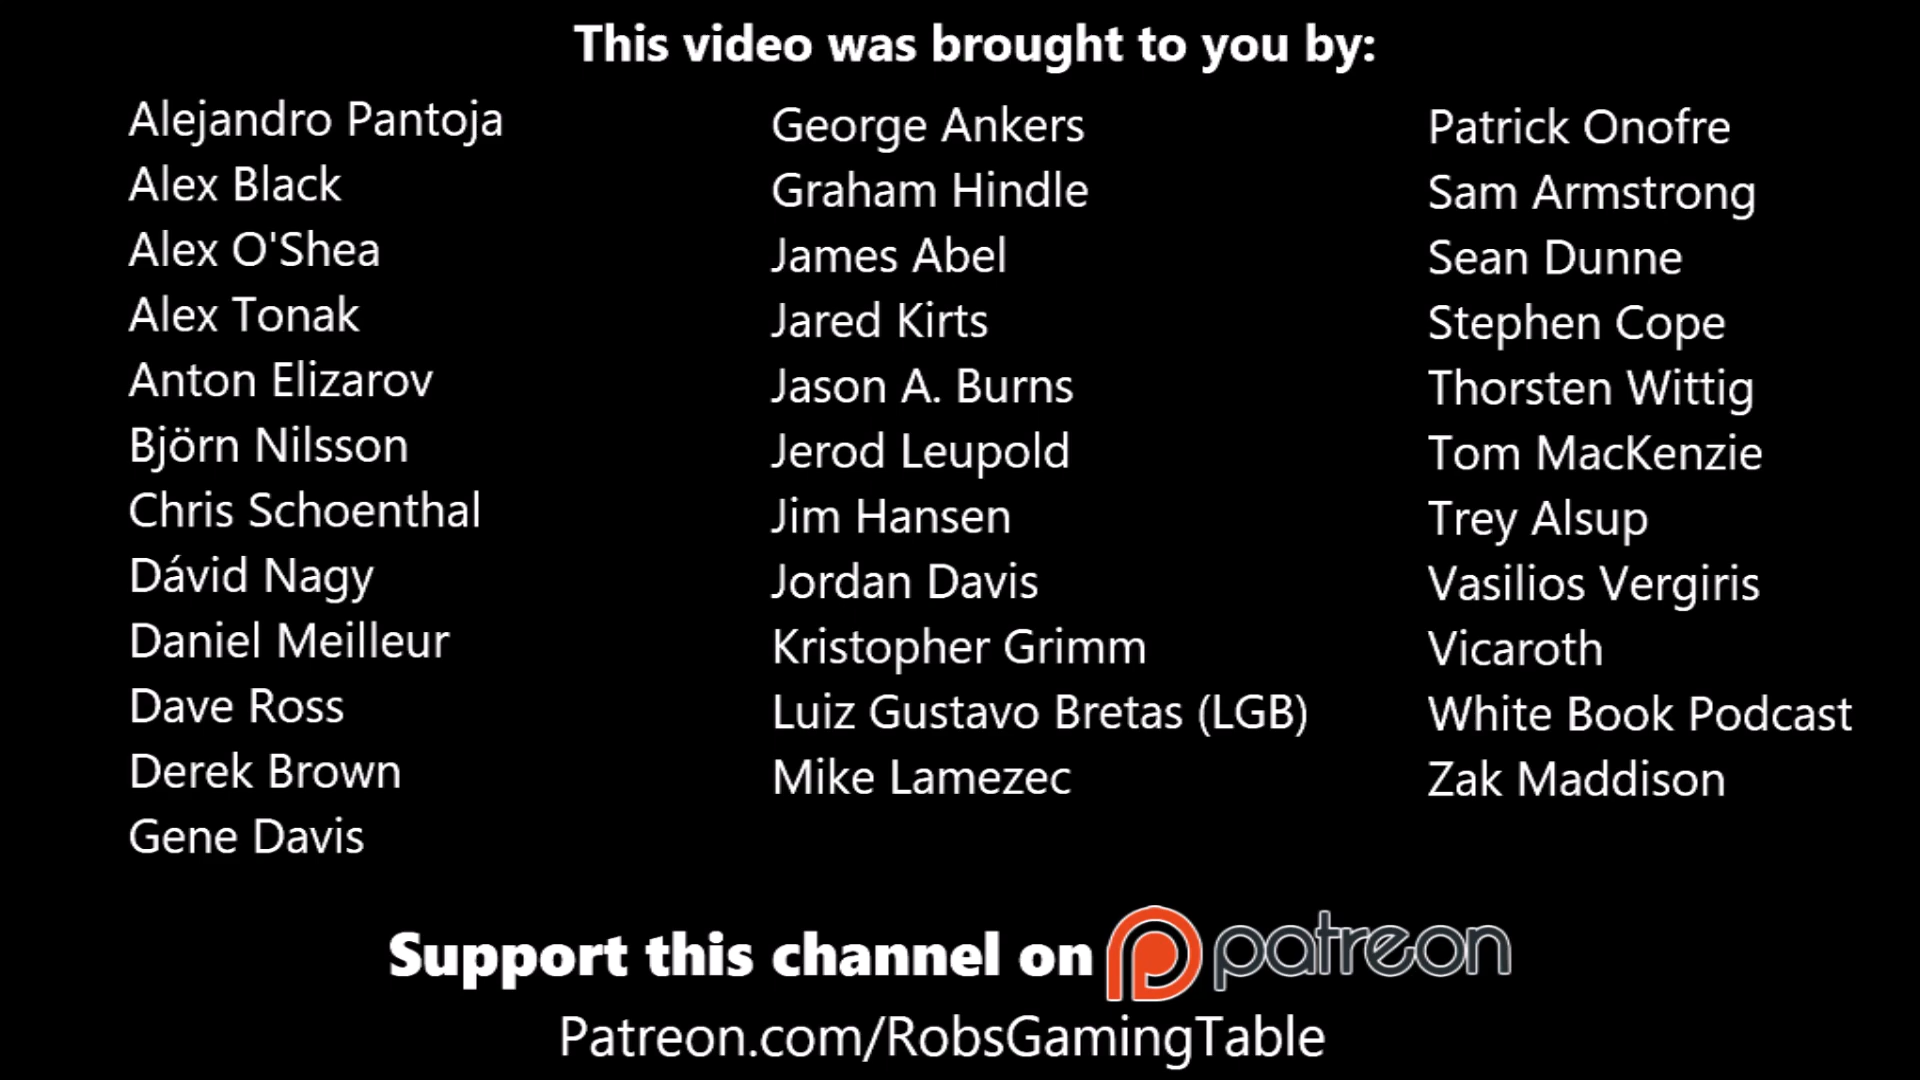 This video was brought to you by:
Alejandro Pantoja
Alex Black
Alex O'Shea
Alex Tonak
Anton Elizarov
Björn Nilsson
Chris Schoenthal
Dávid Nagy
Daniel Meilleur
Dave Ross
Derek Brown
Gene Davis
George Ankers
Graham Hindle
James Abel
Jared Kirts
Jason A. Burns
Jerod Leupold
Jim Hansen
Jordan Davis
Kristopher Grimm
Luiz Gustavo Bretas (LGB)
Mike Lamezec
Patrick Onofre
Sam Armstrong
Sean Dunne
Stephen Cope
Thorsten Wittig
Tom MacKenzie
Trey Alsup
Vasilios Vergiris
Vicaroth
White Book Podcast
Zak Maddison
Support this channel on patreon
Patreon.com/RobsGamingTable